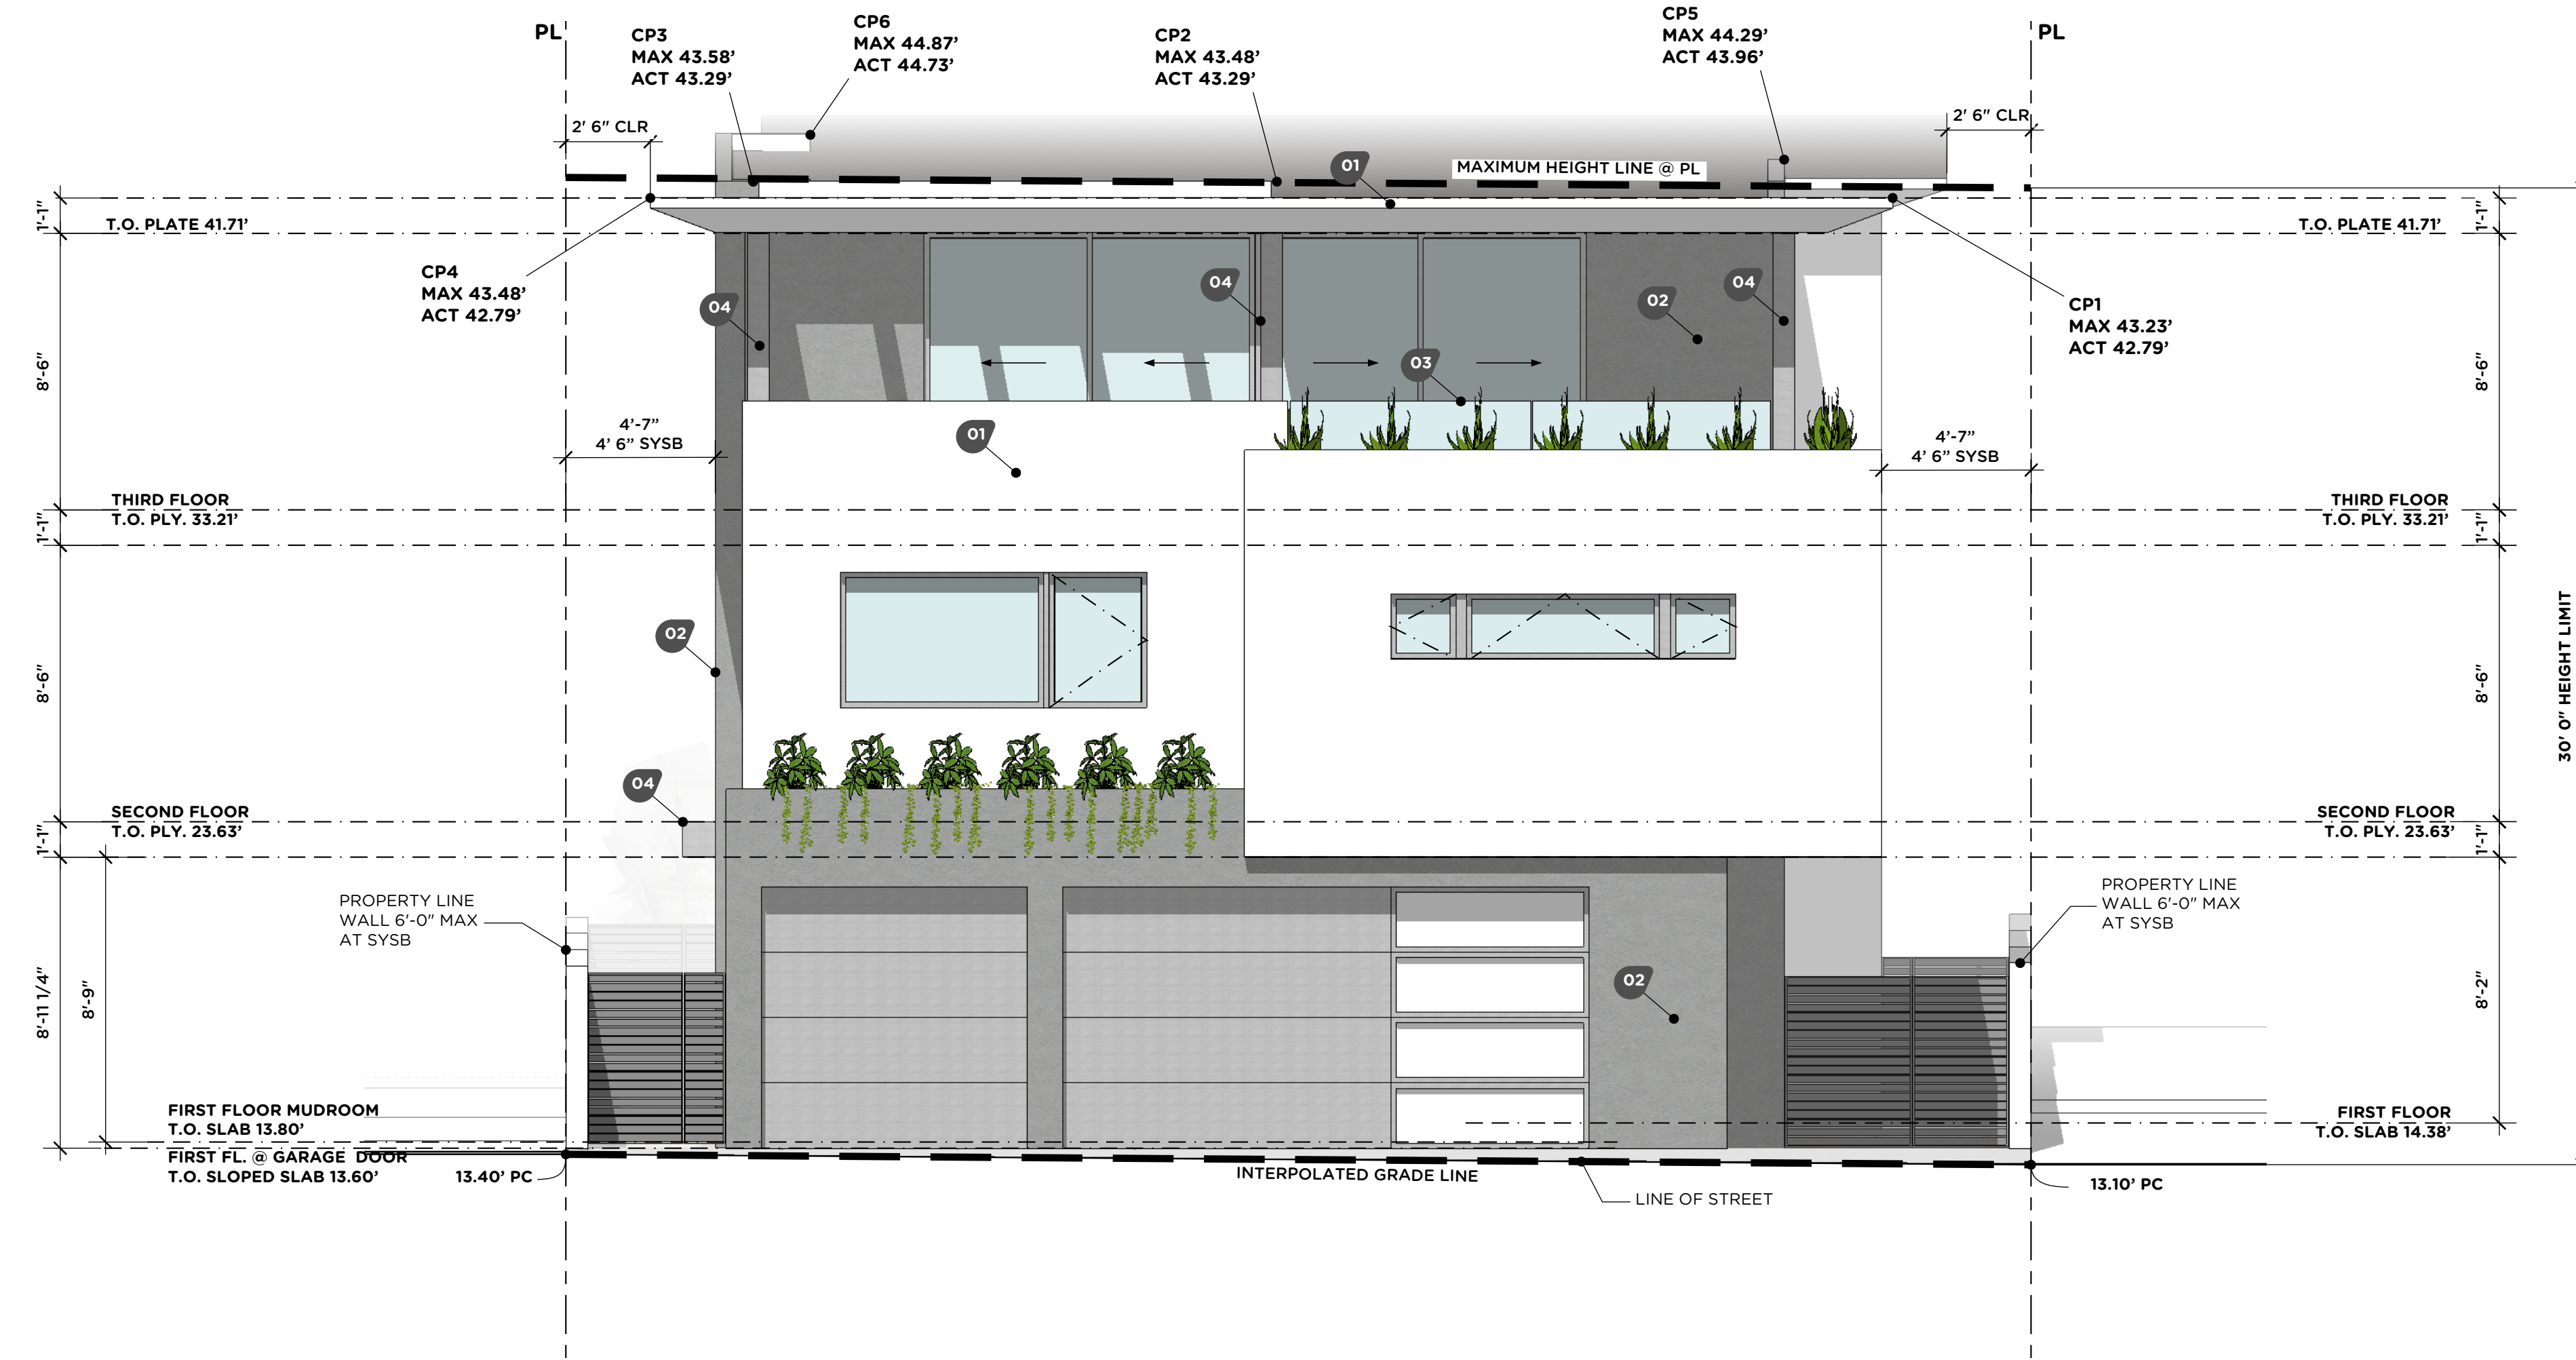 PL
CP3
MAX 43.58’
ACT 43.29’
CP6
MAX 44.87’
ACT 44.73’
CP2
MAX 43.48’
ACT 43.29’
CP5
MAX 44.29’
ACT 43.96’
PL
2' 6" CLR
2' 6" CLR
MAXIMUM HEIGHT LINE @ PL
01
1'-1"
T.O. PLATE 41.71’
T.O. PLATE 41.71’
1'-1"
CP4
MAX 43.48’
ACT 42.79’
CP1
MAX 43.23’
ACT 42.79’
04
04
02
04
03
8'-6"
8'-6"
01
4’-7”
4’ 6” SYSB
4’-7”
4’ 6” SYSB
THIRD FLOOR
T.O. PLY. 33.21’
THIRD FLOOR
T.O. PLY. 33.21’
1'-1"
1'-1"
02
8'-6"
8'-6"
30' 0" HEIGHT LIMIT
04
SECOND FLOOR
T.O. PLY. 23.63’
SECOND FLOOR
T.O. PLY. 23.63’
1'-1"
1'-1"
PROPERTY LINE
WALL 6'-0" MAX
AT SYSB
PROPERTY LINE
WALL 6'-0" MAX
AT SYSB
02
8'-11 1/4"
8'-9"
8'-2"
FIRST FLOOR MUDROOM
T.O. SLAB 13.80’
FIRST FLOOR
T.O. SLAB 14.38’
FIRST FL. @ GARAGE DOOR
T.O. SLOPED SLAB 13.60’
13.40’ PC
INTERPOLATED GRADE LINE
LINE OF STREET
13.10’ PC